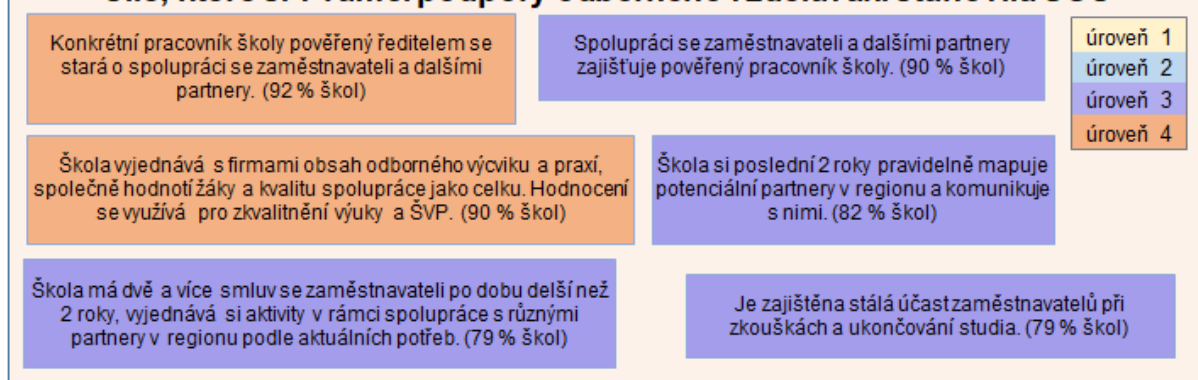 Konkrétní pracovník školy pověřený ředitelem se
stará o spolupráci se zaměstnavateli a dalšími
partnery. (92 % škol)
Spolupráci se zaměstnavateli a dalšími partnery
zajišťuje pověřený pracovník školy. (90 % škol)
úroveň 1
úroveň 2
úroveň 3
úroveň 4
Škola vyjednává s firmami obsah odborného výcviku a praxí,
společně hodnotí žáky a kvalitu spolupráce jako celku. Hodnocení
se využívá pro zkvalitnění výuky a ŠVP. (90 % škol)
Škola si poslední 2 roky pravidelně mapuje
potenciální partnery v regionu a komunikuje
s nimi. (82 % škol)
Škola má dvě a více smluv se zaměstnavateli po dobu delší než
2 roky, vyjednává si aktivity v rámci spolupráce s různými
partnery v regionu podle aktuálních potřeb. (79 % škol)
Je zajištěna stálá účast zaměstnavatelů při
zkouškách a ukončování studia. (79 % škol)